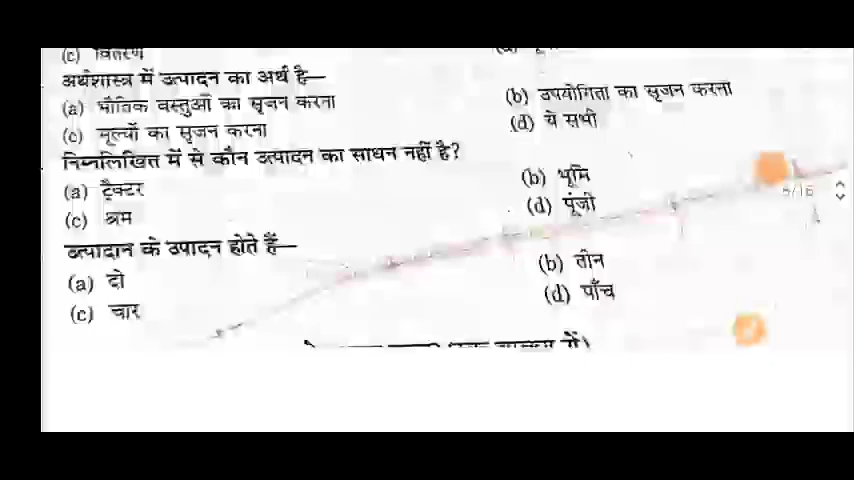 (c) वितरण
अर्थशास्त्र में उत्पादन का अर्थ है—
(a) भौतिक वस्तुओं का सृजन करना (b) उपयोगिता का सृजन करना
(c) मूल्यों का सृजन करना (d) ये सभी
निम्नलिखित में से कौन उत्पादन का साधन नहीं है?
(a) ट्रैक्टर (b) भूमि
(c) श्रम (d) पूंजी
5/16
उत्पादान के उपादन होते हैं—
(a) दो (b) तीन
(c) चार (d) पाँच
में)